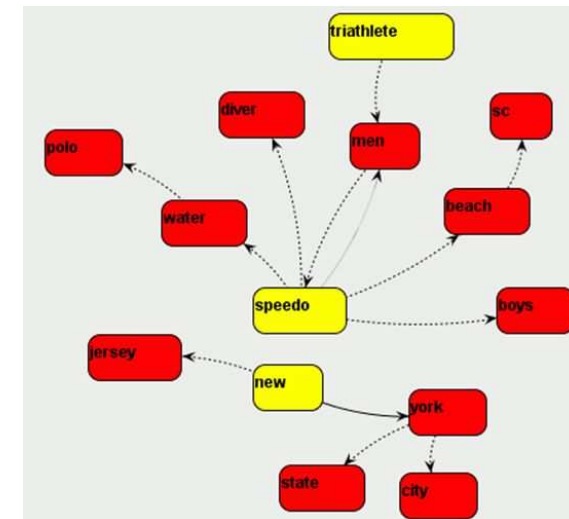 triathlete
diver
sc
men
polo
beach
water
speedo
boys
jersey
new
york
state
city